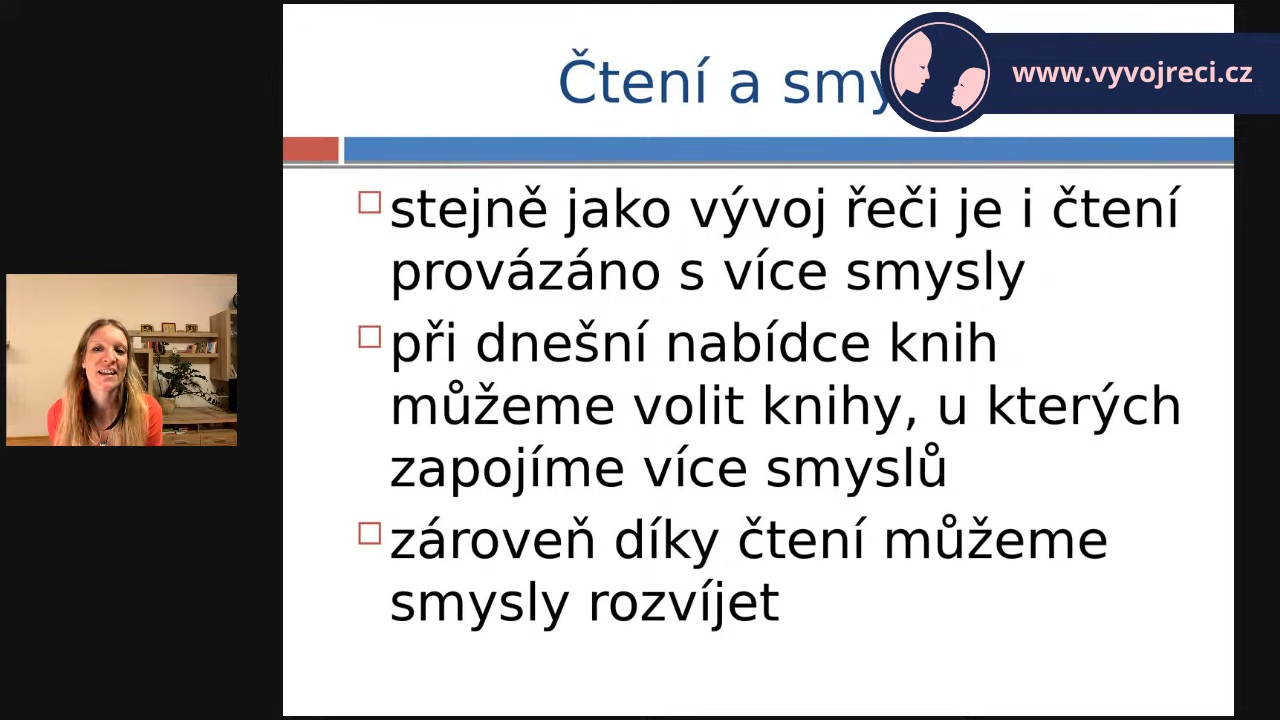 Čtení a
www.vyvojreci.cz
stejně jako vývoj řeči je i čtení
provázáno s více smysly
při dnešní nabídce knih
můžeme volit knihy, u kterých
zapojíme více smyslů
zároveň díky čtení můžeme
smysly rozvíjet